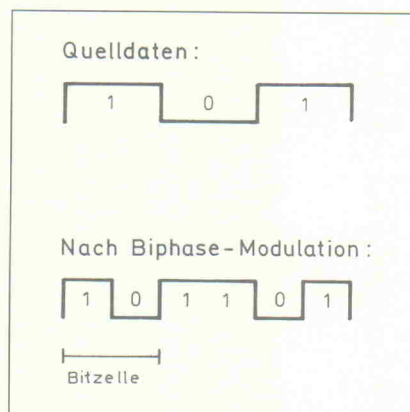 Quelldaten:
1 0 1
Nach Biphase-Modulation:
1 0 1 1 0 1
Bitzelle